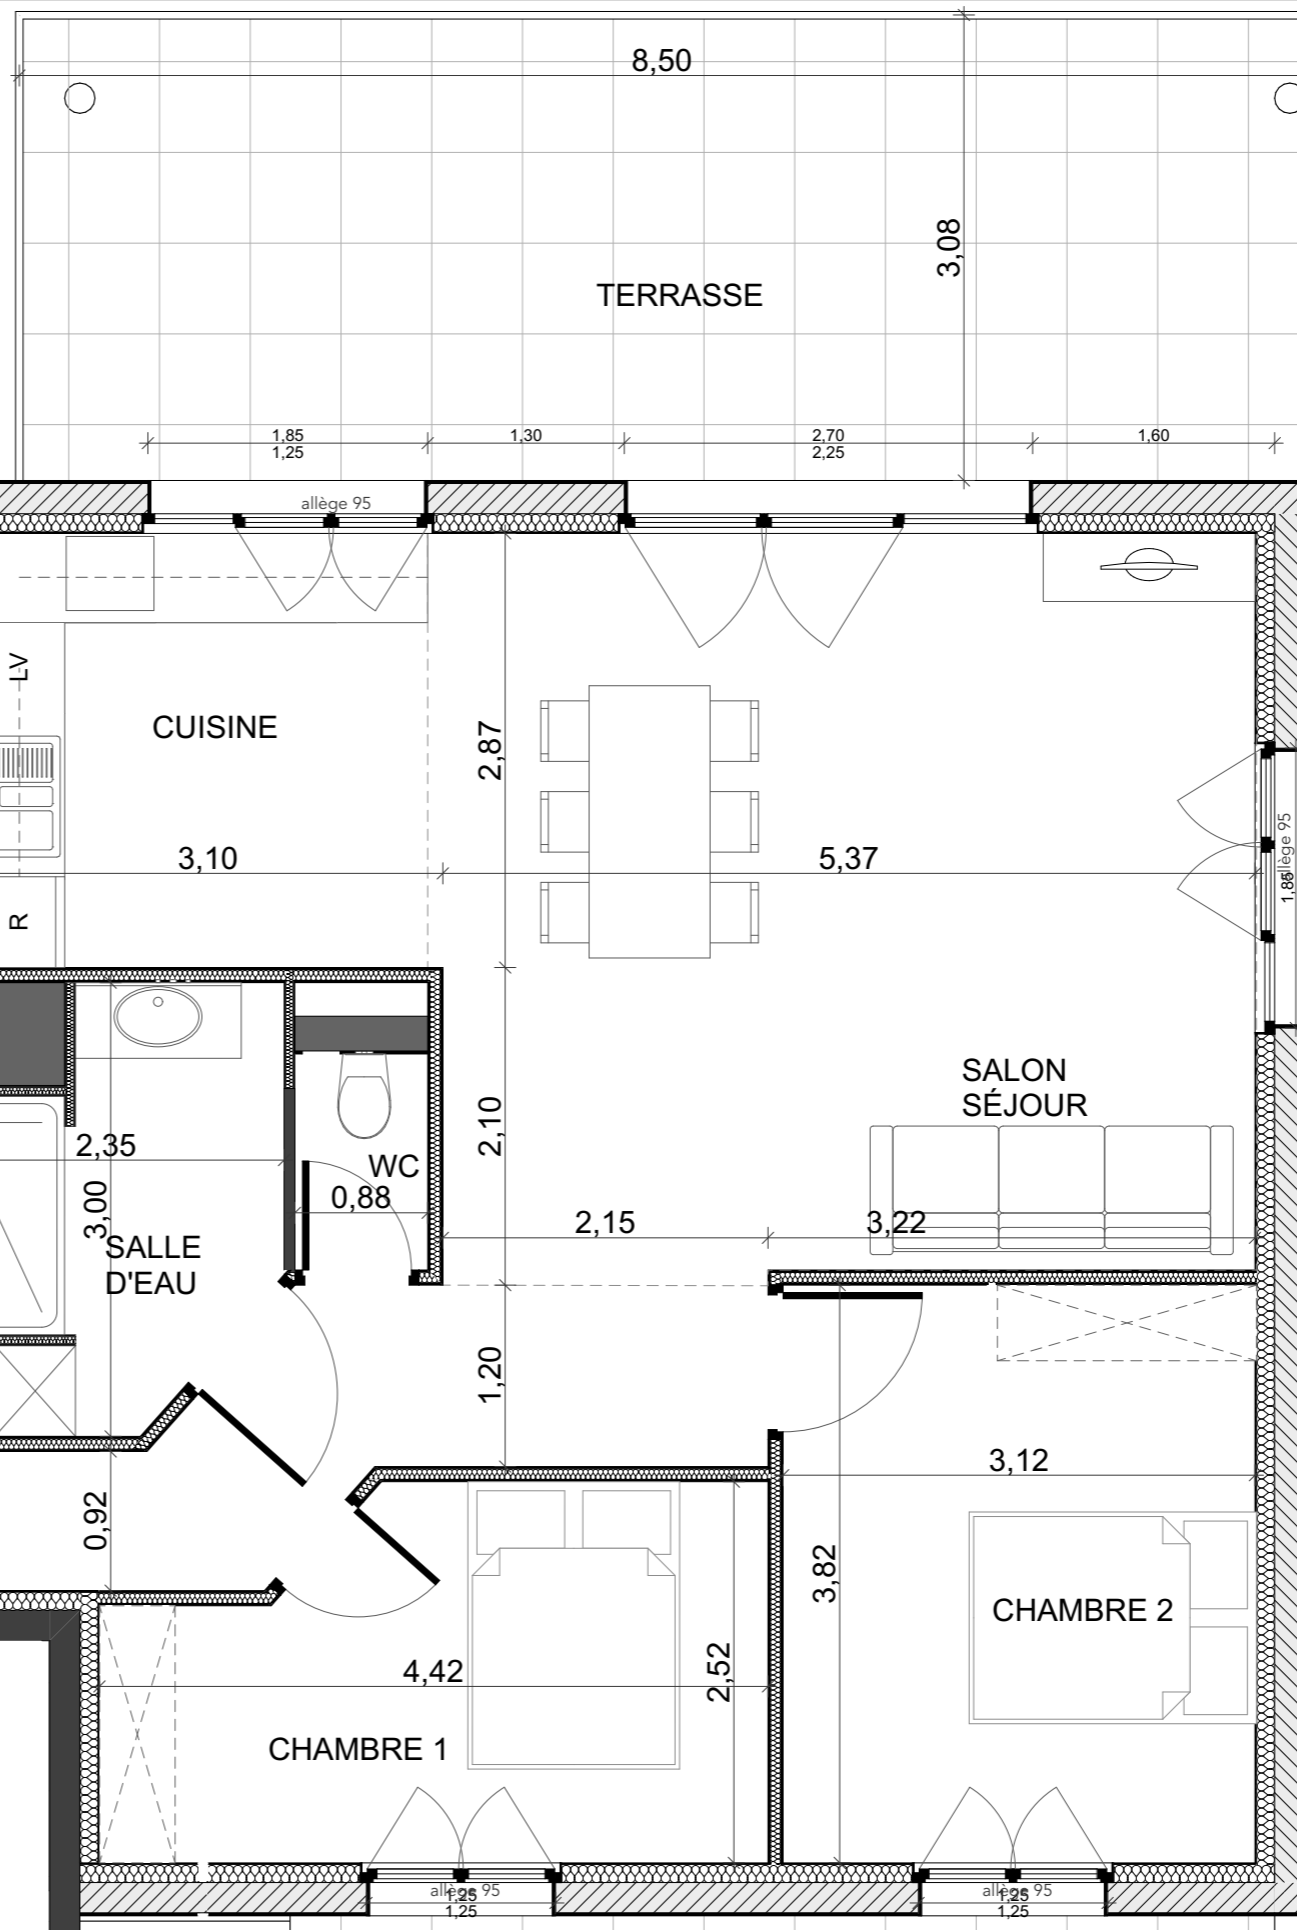 8,50
3,08
TERRASSE
1,85
1,25
1,30
2,70
2,25
1,60
allège 95
LV
CUISINE
2,87
3,10
5,37
allège 95
1,85
R
SALON
SÉJOUR
2,10
2,35
WC
0,88
3,00
2,15
3,22
SALLE
D'EAU
1,20
3,12
0,92
3,82
CHAMBRE 2
4,42
2,52
CHAMBRE 1
allège 95
1,25
1,25
allège 95
1,25
1,25